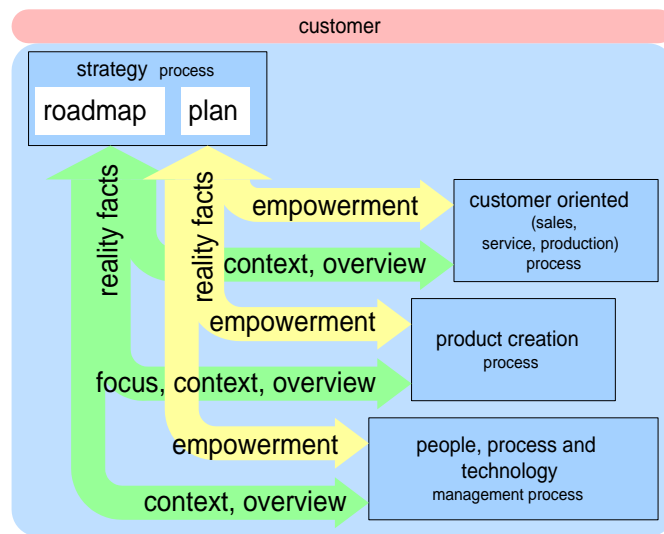 customer
strategy process
roadmap
plan
reality facts
reality facts
empowerment
customer oriented
(sales,
service, production)
process
context, overview
empowerment
product creation
process
focus, context, overview
empowerment
people, process and
technology
management process
context, overview